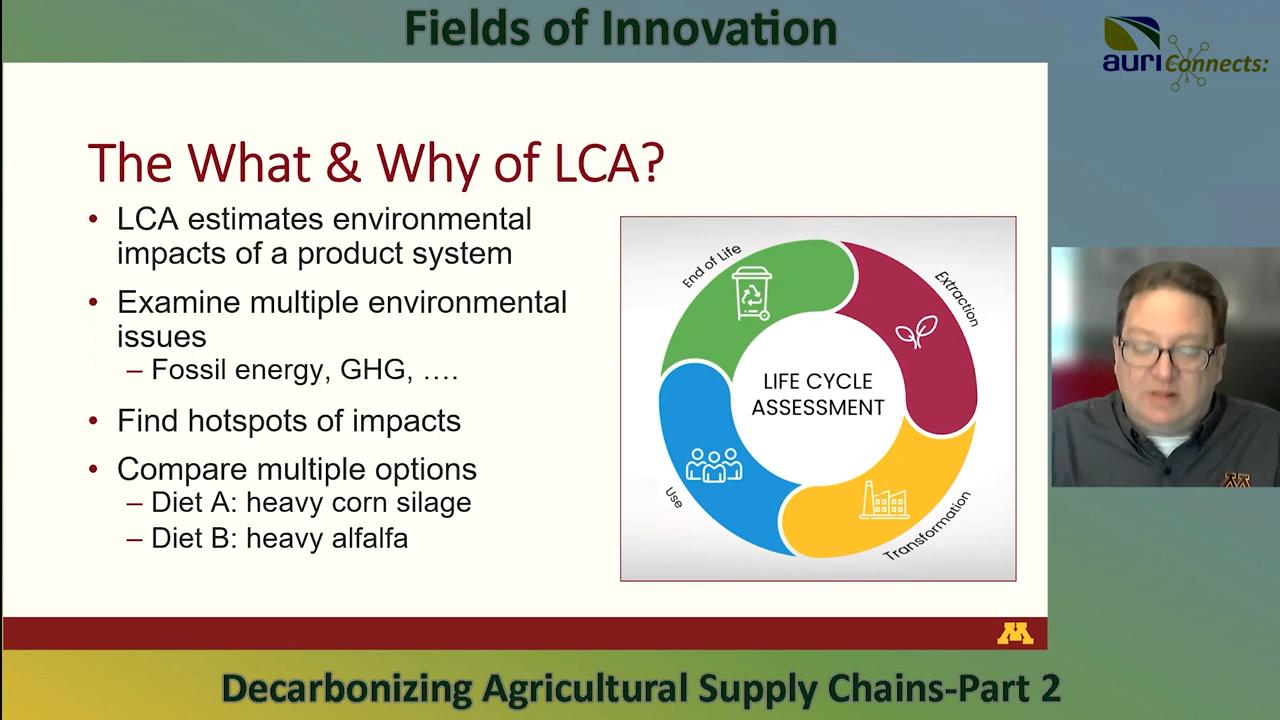 Fields of Innovation
auri Connects:
The What & Why of LCA?
• LCA estimates environmental
impacts of a product system
• Examine multiple environmental
issues
– Fossil energy, GHG, ....
• Find hotspots of impacts
• Compare multiple options
– Diet A: heavy corn silage
– Diet B: heavy alfalfa
End of Life
Extraction
LIFE CYCLE
ASSESSMENT
Use
Transformation
M
M
Decarbonizing Agricultural Supply Chains-Part 2